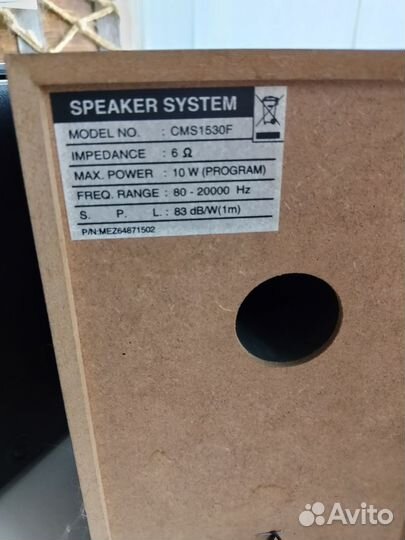 SPEAKER SYSTEM
MODEL NO. : CMS1530F
IMPEDANCE : 6 Ω
MAX. POWER : 10 W (PROGRAM)
FREQ. RANGE : 80 - 20000 Hz
S. P. L. : 83 dB/W(1m)
P/N:MEZ64871502
Avito